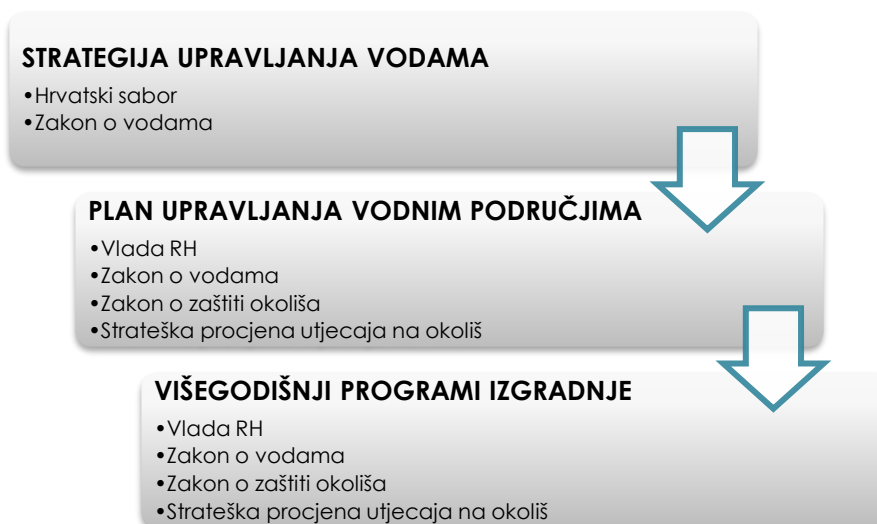 STRATEGIJA UPRAVLJANJA VODAMA
•Hrvatski sabor
•Zakon o vodama
PLAN UPRAVLJANJA VODNIM PODRUČJIMA
•Vlada RH
•Zakon o vodama
•Zakon o zaštiti okoliša
•Strateška procjena utjecaja na okoliš
VIŠEGODIŠNJI PROGRAMI IZGRADNJE
•Vlada RH
•Zakon o vodama
•Zakon o zaštiti okoliša
•Strateška procjena utjecaja na okoliš